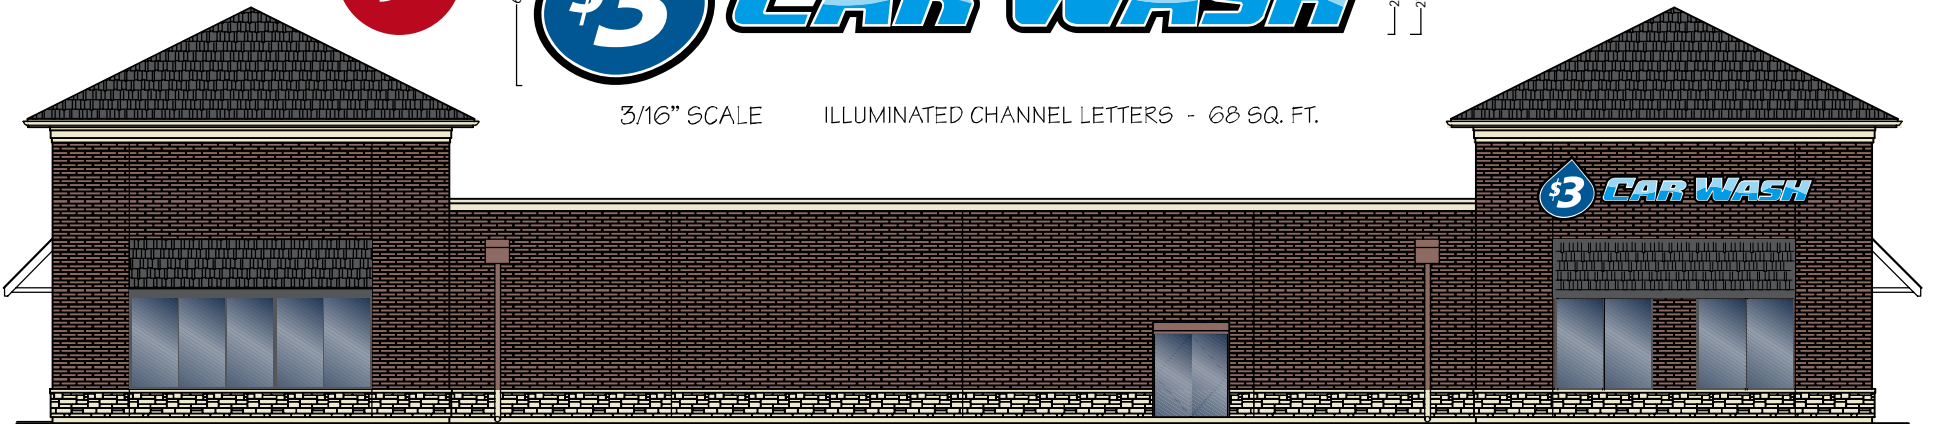 $3 CAR WASH
3/16” SCALE ILLUMINATED CHANNEL LETTERS - 68 SQ. FT.
$3 CAR WASH